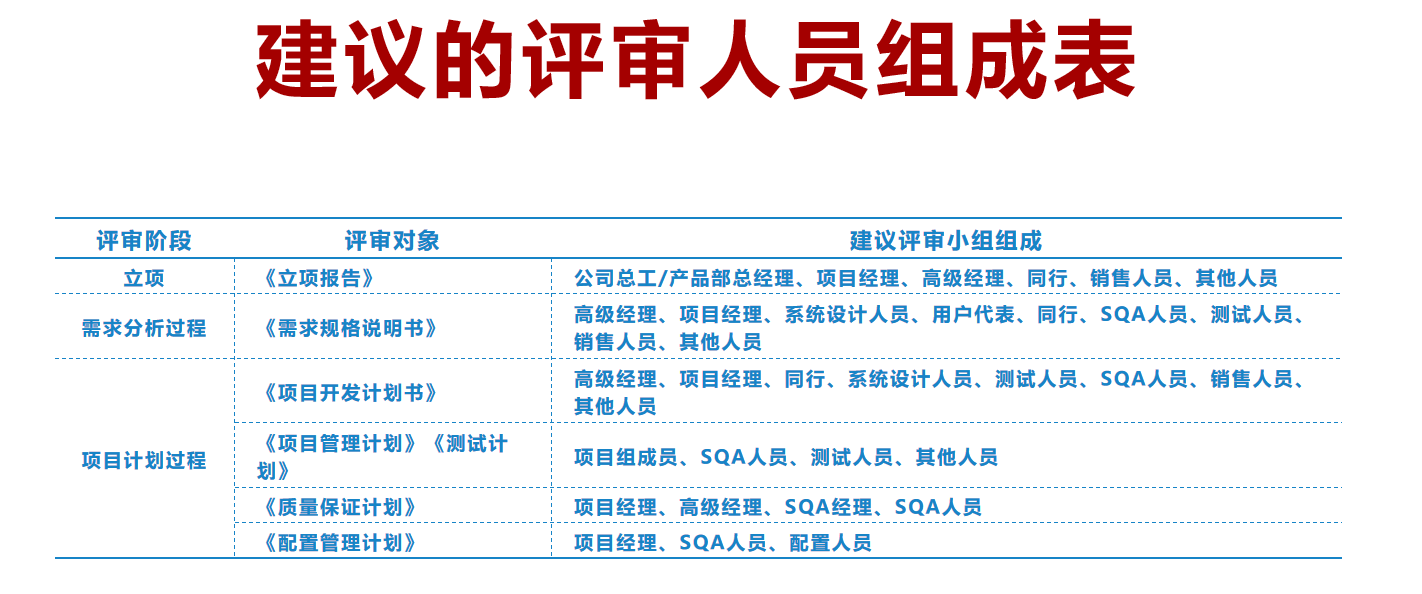 建议的评审人员组成表
评审阶段 评审对象 建议评审小组组成
立项 《立项报告》 公司总工/产品部总经理、项目经理、高级经理、同行、销售人员、其他人员
需求分析过程 《需求规格说明书》 高级经理、项目经理、系统设计人员、用户代表、同行、SQA人员、测试人员、
销售人员、其他人员
项目计划过程 《项目开发计划书》 高级经理、项目经理、同行、系统设计人员、测试人员、SQA人员、销售人员、
其他人员
《项目管理计划》《测试计
划》 项目组成员、SQA人员、测试人员、其他人员
《质量保证计划》 项目经理、高级经理、SQA经理、SQA人员
《配置管理计划》 项目经理、SQA人员、配置人员